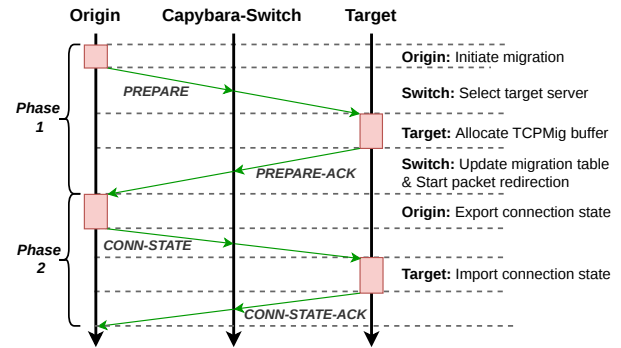 Origin Capybara-Switch Target
Origin: Initiate migration
PREPARE
Switch: Select target server
Phase
1
Target: Allocate TCPMig buffer
PREPARE-ACK
Switch: Update migration table
& Start packet redirection
Origin: Export connection state
CONN-STATE
Phase
2
Target: Import connection state
CONN-STATE-ACK